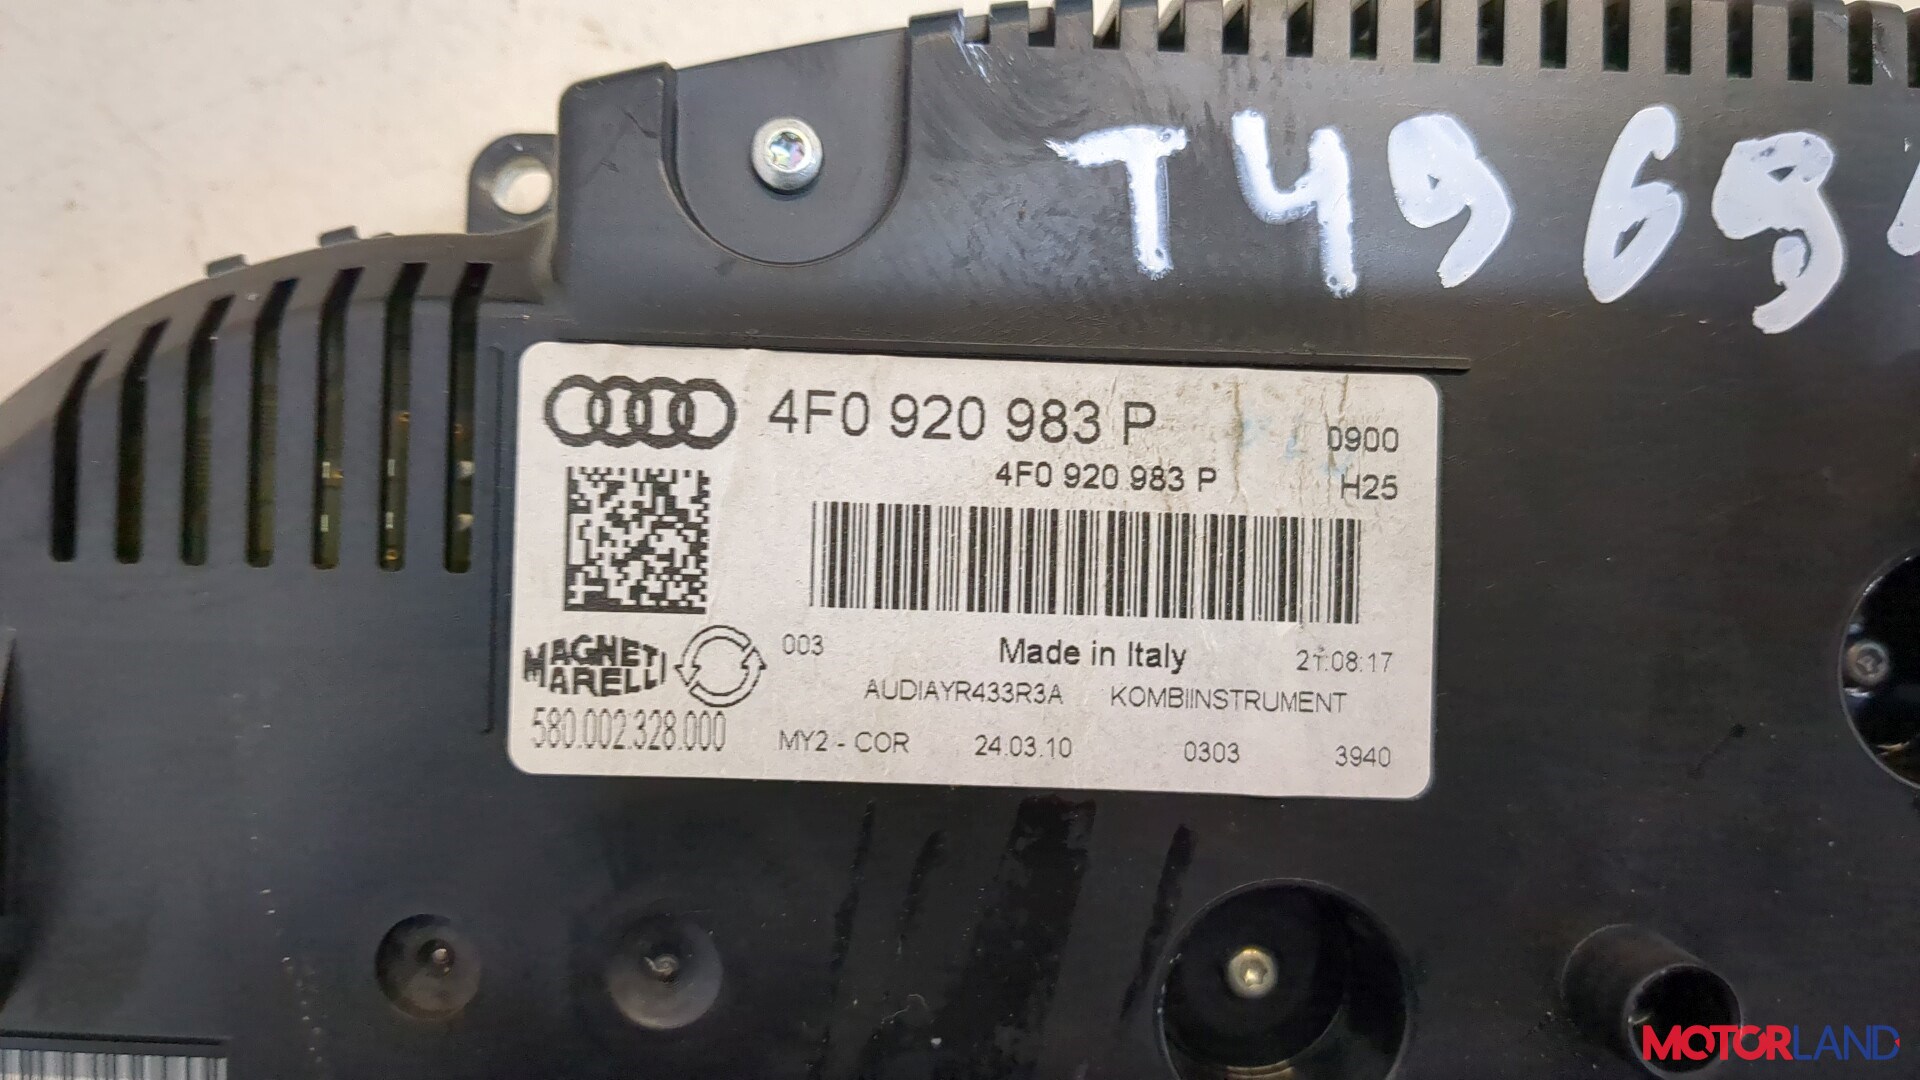 T4969
4F0 920 983 P
0900
4F0 920 983 P
H25
MAGNETI
MARELLI
003
Made in Italy
21:08:17
AUDIAYR433R3A KOMBIINSTRUMENT
580.002.328.000
MY2 - COR 24.03.10 0303 3940
MOTORLAND